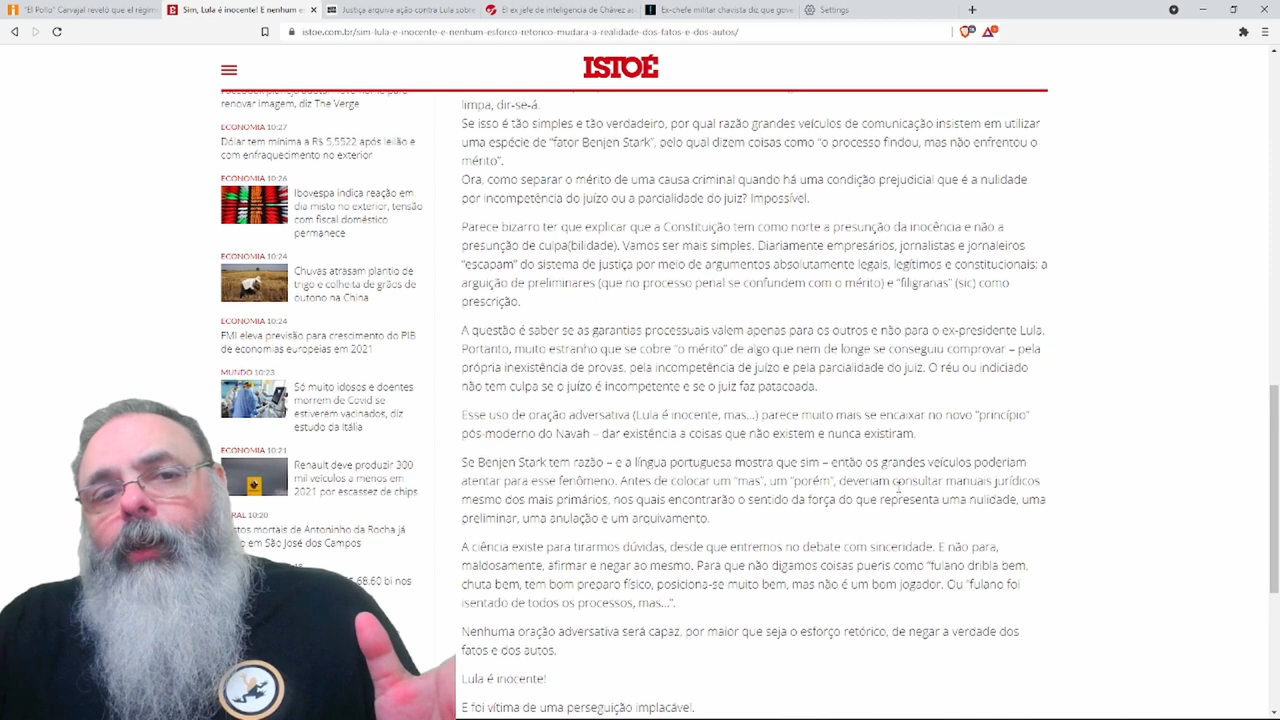 "El Pollo" Carvajal reveló que el régim
Sim, Lula é inocente! E nenhum e
Justiça arquiva ação contra Lula sobre
El ex jefe de inteligencia de Chávez as
Ex-chefe militar chavista diz que gover
Settings
istoe.com.br/sim-lula-e-inocente-e-nenhum-esforco-retorico-mudara-a-realidade-dos-fatos-e-dos-autos/
ISTOÉ
renovar imagem, diz The Verge
ECONOMIA 10:27
Dólar tem mínima a R$ 5,5522 após leilão e
com enfraquecimento no exterior
ECONOMIA 10:26
Ibovespa indica reação em
dia misto no exterior, tensão
com fiscal doméstico
permanece
ECONOMIA 10:24
Chuvas atrasam plantio de
trigo e colheita de grãos de
outono na China
ECONOMIA 10:24
FMI eleva previsão para crescimento do PIB
de economias europeias em 2021
MUNDO 10:23
Só muito idosos e doentes
morrem de Covid se
estiverem vacinados, diz
estudo da Itália
ECONOMIA 10:21
Renault deve produzir 300
mil veículos a menos em
2021 por escassez de chips
RAL 10:20
tos mortais de Antoninho da Rocha já
em São José dos Campos
68,60 bi nos
limpa, dir-se-á.
Se isso é tão simples e tão verdadeiro, por qual razão grandes veículos de comunicação insistem em utilizar
uma espécie de "fator Benjen Stark", pelo qual dizem coisas como "o processo findou, mas não enfrentou o
mérito".
Ora, como separar o mérito de uma causa criminal quando há uma condição prejudicial que é a nulidade
por incompetência do juízo ou a parcialidade do juiz? Impossível.
Parece bizarro ter que explicar que a Constituição tem como norte a presunção da inocência e não a
presunção de culpa(bilidade). Vamos ser mais simples. Diariamente empresários, jornalistas e jornaleiros
"escapam" do sistema de justiça por meio de argumentos absolutamente legais, legítimos e constitucionais: a
arguição de preliminares (que no processo penal se confundem com o mérito) e "filigranas" (sic) como
prescrição.
A questão é saber se as garantias processuais valem apenas para os outros e não para o ex-presidente Lula.
Portanto, muito estranho que se cobre "o mérito" de algo que nem de longe se conseguiu comprovar – pela
própria inexistência de provas, pela incompetência de juízo e pela parcialidade do juiz. O réu ou indiciado
não tem culpa se o juízo é incompetente e se o juiz faz patacoada.
Esse uso de oração adversativa (Lula é inocente, mas...) parece muito mais se encaixar no novo "princípio"
pós-moderno do Navah – dar existência a coisas que não existem e nunca existiram.
Se Benjen Stark tem razão – e a língua portuguesa mostra que sim – então os grandes veículos poderiam
atentar para esse fenômeno. Antes de colocar um "mas", um "porém", deveriam consultar manuais jurídicos
mesmo dos mais primários, nos quais encontrarão o sentido da força do que representa uma nulidade, uma
preliminar, uma anulação e um arquivamento.
A ciência existe para tirarmos dúvidas, desde que entremos no debate com sinceridade. E não para,
maldosamente, afirmar e negar ao mesmo. Para que não digamos coisas pueris como "fulano dribla bem,
chuta bem, tem bom preparo físico, posiciona-se muito bem, mas não é um bom jogador. Ou "fulano foi
isentado de todos os processos, mas...".
Nenhuma oração adversativa será capaz, por maior que seja o esforço retórico, de negar a verdade dos
fatos e dos autos.
Lula é inocente!
E foi vítima de uma perseguição implacável.